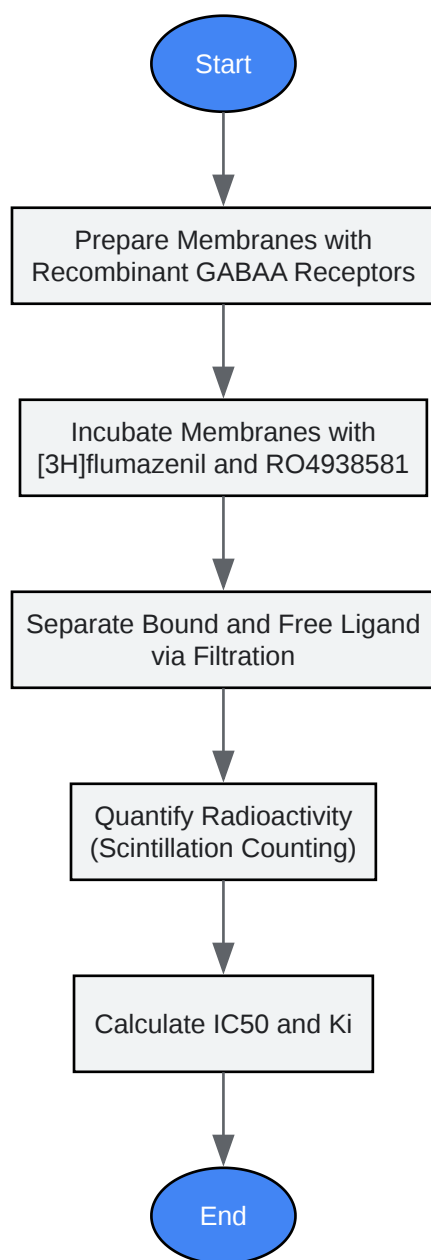 Start
Prepare Membranes with
Recombinant GABAA Receptors
Incubate Membranes with
[3H]flumazenil and RO4938581
Separate Bound and Free Ligand
via Filtration
Quantify Radioactivity
(Scintillation Counting)
Calculate IC50 and Ki
End